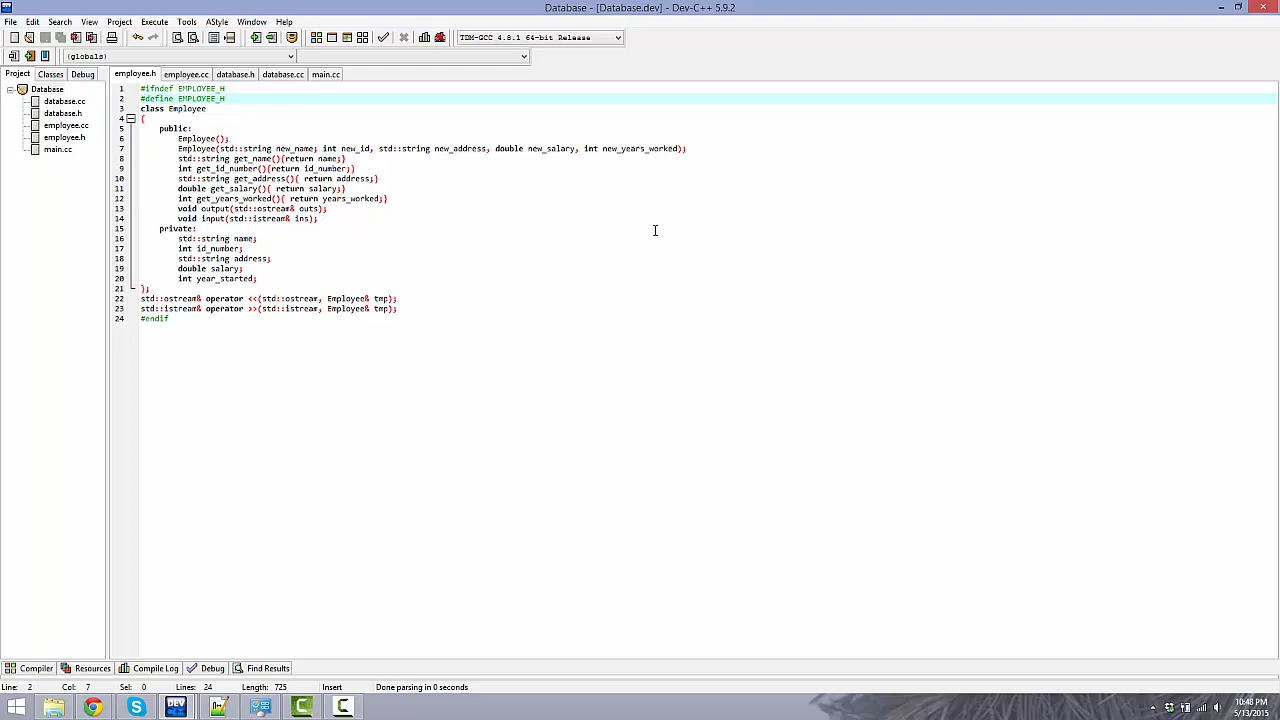 Database - [Database.dev] - Dev-C++ 5.9.2
File Edit Search View Project Execute Tools AStyle Window Help
TDM-GCC 4.8.1 64-bit Release
(globals)
Project Classes Debug
employee.h employee.cc database.h database.cc main.cc
Database
database.cc
database.h
employee.cc
employee.h
main.cc
1 #ifndef EMPLOYEE_H
2 #define EMPLOYEE_H
3 class Employee
4 {
5 public:
6 Employee();
7 Employee(std::string new_name; int new_id, std::string new_address, double new_salary, int new_years_worked);
8 std::string get_name(){return name;}
9 int get_id_number(){return id_number;}
10 std::string get_address(){ return address;}
11 double get_salary(){ return salary;}
12 int get_years_worked(){ return years_worked;}
13 void output(std::ostream& outs);
14 void input(std::istream& ins);
15 private:
16 std::string name;
17 int id_number;
18 std::string address;
19 double salary;
20 int year_started;
21 };
22 std::ostream& operator <<(std::ostream, Employee& tmp);
23 std::istream& operator >>(std::istream, Employee& tmp);
24 #endif
Compiler Resources Compile Log Debug Find Results
Line: 2 Col: 7 Sel: 0 Lines: 24 Length: 725 Insert Done parsing in 0 seconds
DEV
10:48 PM
5/13/2015